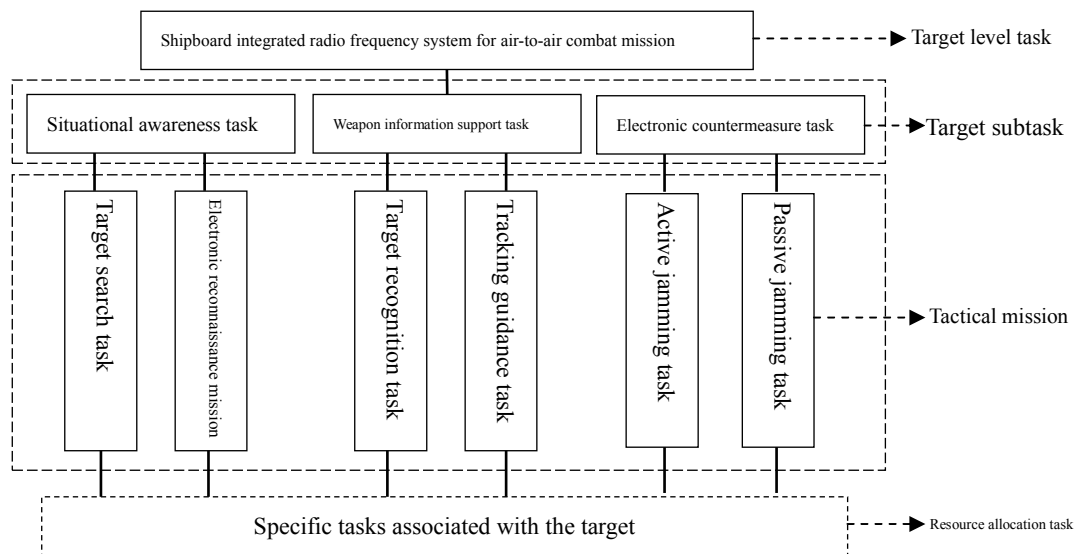 Shipboard integrated radio frequency system for air-to-air combat mission
Target level task
Situational awareness task
Weapon information support task
Electronic countermeasure task
Target subtask
Target search task
Electronic reconnaissance mission
Target recognition task
Tracking guidance task
Active jamming task
Passive jamming task
Tactical mission
Specific tasks associated with the target
Resource allocation task